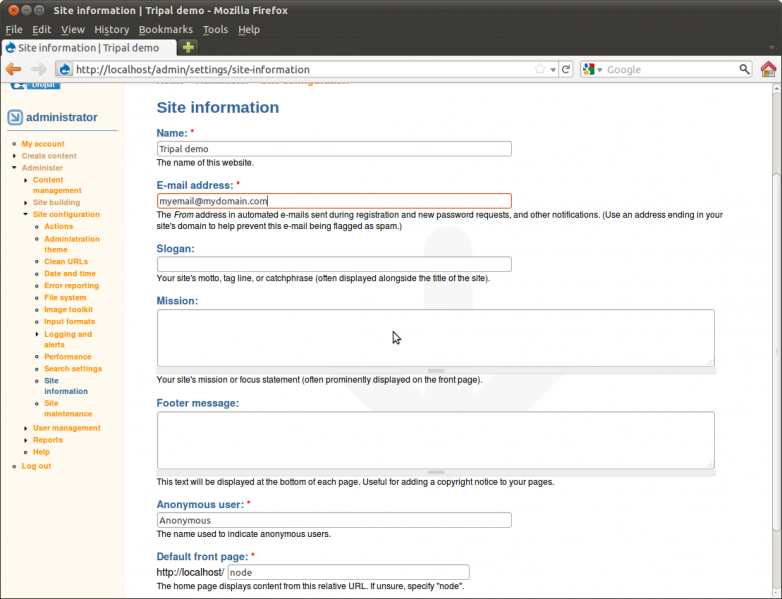 Site information | Tripal demo - Mozilla Firefox
File Edit View History Bookmarks Tools Help
Site information | Tripal demo
http://localhost/admin/settings/site-information
Google
Drupal
administrator
My account
Create content
Administer
Content
management
Site building
Site configuration
Actions
Administration
theme
Clean URLs
Date and time
Error reporting
File system
Image toolkit
Input formats
Logging and
alerts
Performance
Search settings
Site
information
Site
maintenance
User management
Reports
Help
Log out
Site information
Name: *
Tripal demo
The name of this website.
E-mail address: *
myemail@mydomain.com
The From address in automated e-mails sent during registration and new password requests, and other notifications. (Use an address ending in your
site's domain to help prevent this e-mail being flagged as spam.)
Slogan:
Your site's motto, tag line, or catchphrase (often displayed alongside the title of the site).
Mission:
Your site's mission or focus statement (often prominently displayed on the front page).
Footer message:
This text will be displayed at the bottom of each page. Useful for adding a copyright notice to your pages.
Anonymous user: *
Anonymous
The name used to indicate anonymous users.
Default front page: *
http://localhost/ node
The home page displays content from this relative URL. If unsure, specify "node".